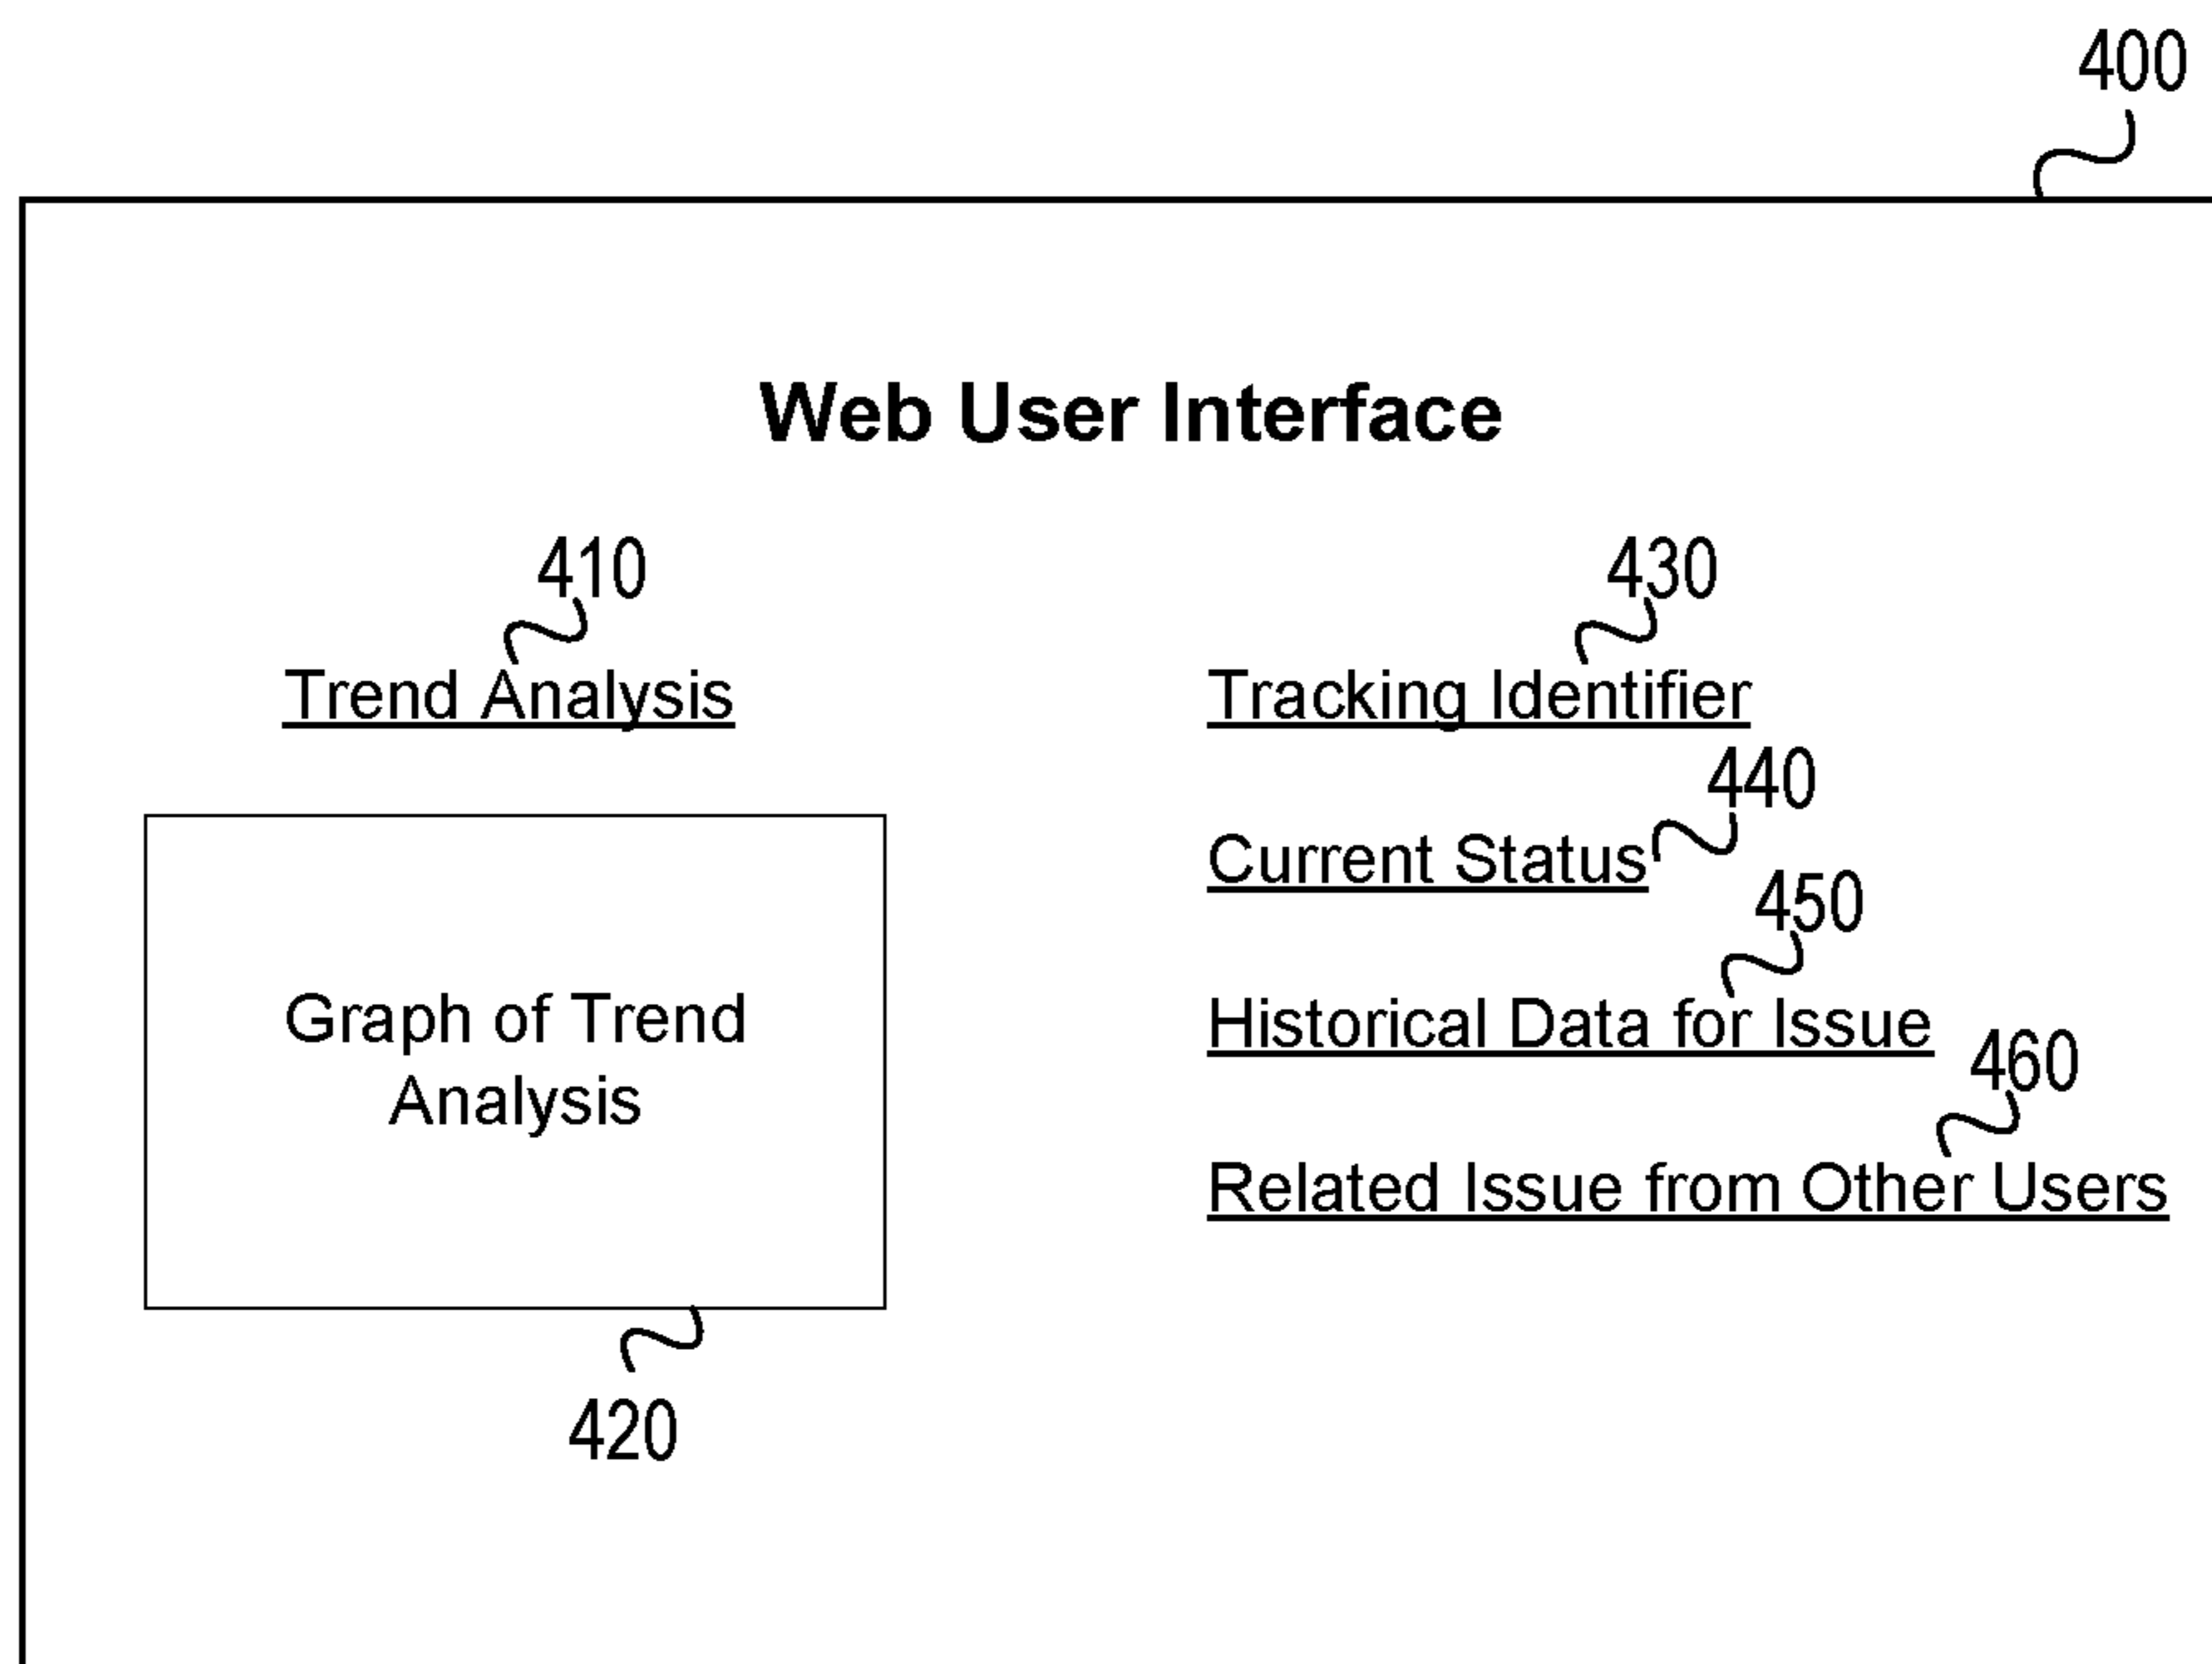 400
Web User Interface
410
Trend Analysis
Graph of Trend
Analysis
420
430
Tracking Identifier
440
Current Status
450
Historical Data for Issue
460
Related Issue from Other Users